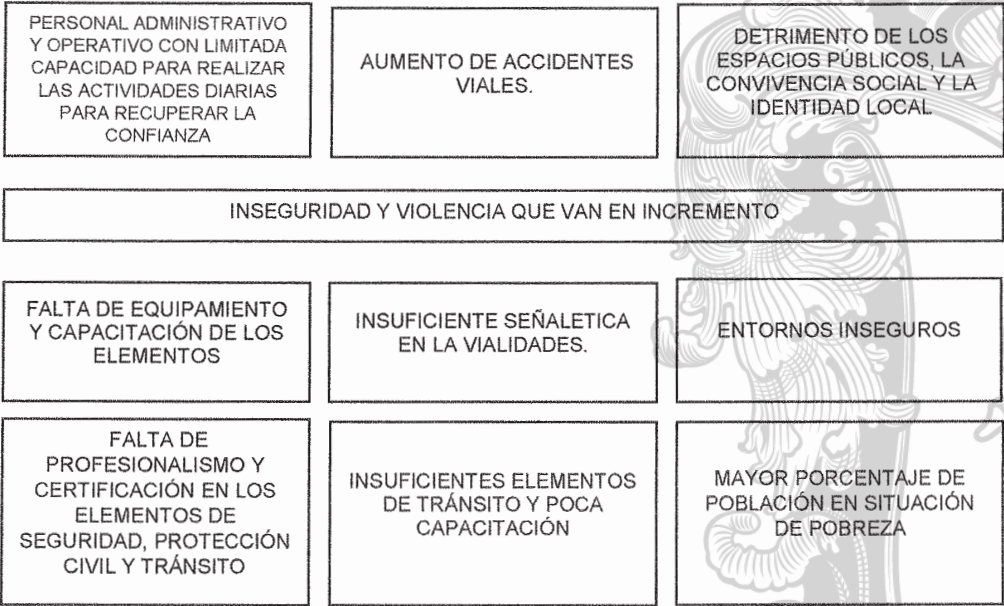 PERSONAL ADMINISTRATIVO
Y OPERATIVO CON LIMITADA
CAPACIDAD PARA REALIZAR
LAS ACTIVIDADES DIARIAS
PARA RECUPERAR LA
CONFIANZA
AUMENTO DE ACCIDENTES
VIALES.
DETRIMENTO DE LOS
ESPACIOS PÚBLICOS, LA
CONVIVENCIA SOCIAL Y LA
IDENTIDAD LOCAL
INSEGURIDAD Y VIOLENCIA QUE VAN EN INCREMENTO
FALTA DE EQUIPAMIENTO
Y CAPACITACIÓN DE LOS
ELEMENTOS
INSUFICIENTE SEÑALETICA
EN LA VIALIDADES.
ENTORNOS INSEGUROS
FALTA DE
PROFESIONALISMO Y
CERTIFICACIÓN EN LOS
ELEMENTOS DE
SEGURIDAD, PROTECCIÓN
CIVIL Y TRÁNSITO
INSUFICIENTES ELEMENTOS
DE TRÁNSITO Y POCA
CAPACITACIÓN
MAYOR PORCENTAJE DE
POBLACIÓN EN SITUACIÓN
DE POBREZA